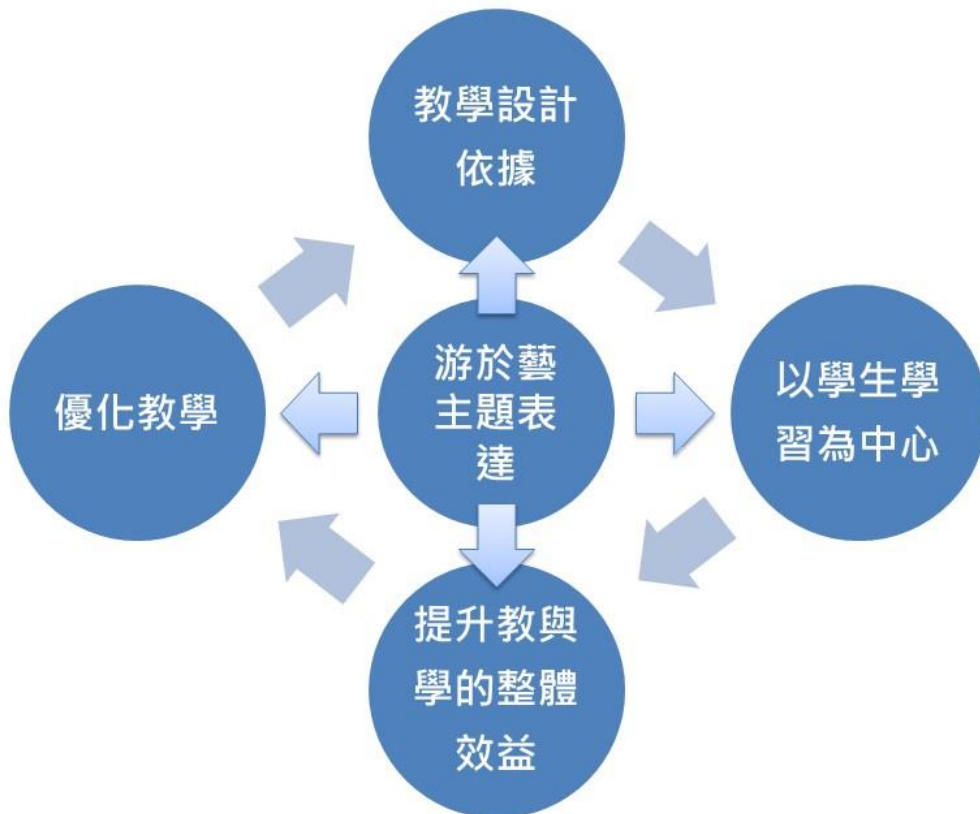 教學設計
依據
優化教學
游於藝
主題表
達
以學生學
習為中心
提升教與
學的整體
效益